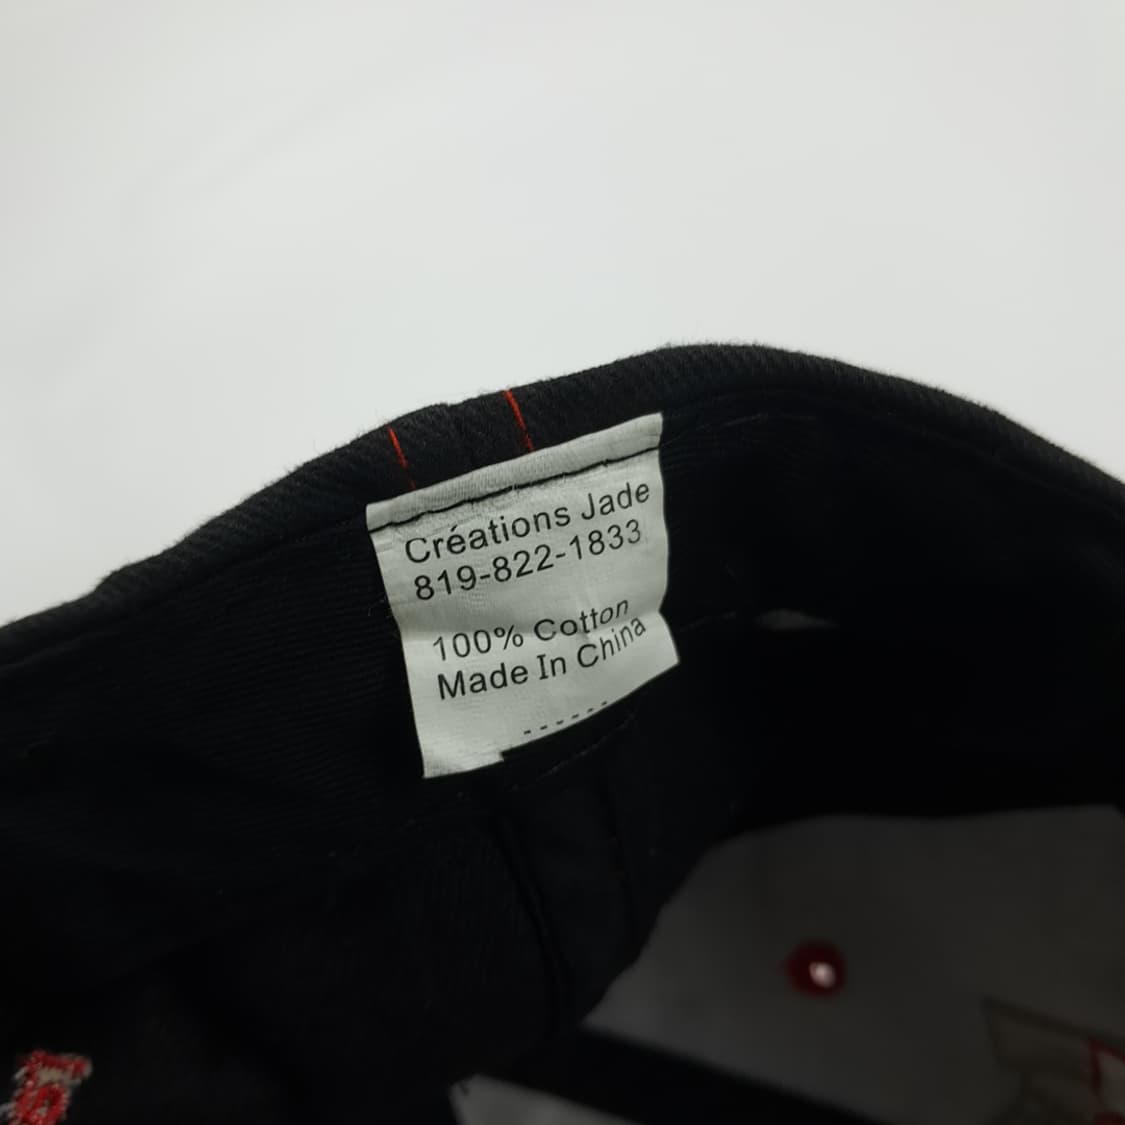 Créations Jade
819-822-1833
100% Cotton
Made In China